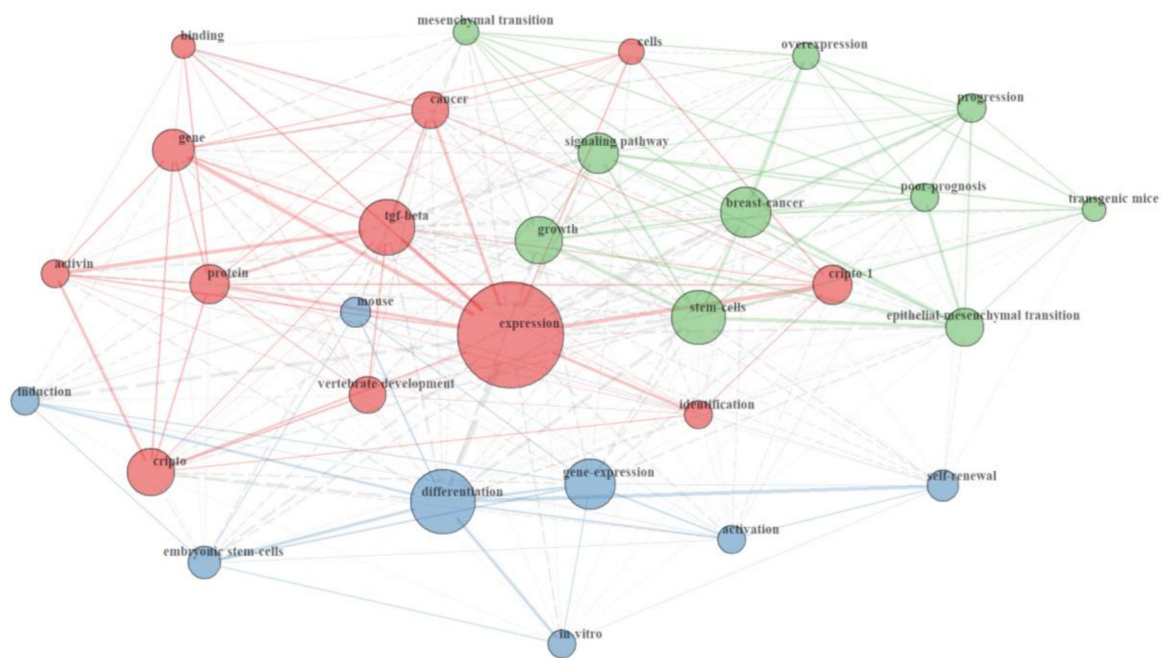 mesenchymal transition
binding
cells
overexpression
cancer
progression
gene
signaling pathway
poor-prognosis
transgenic mice
breast-cancer
tgf-beta
growth
activin
protein
cripto-1
mouse
stem-cells
epithelial-mesenchymal transition
expression
vertebrate development
induction
identification
cripto
gene-expression
self-renewal
differentiation
activation
embryonic stem-cells
in-vitro